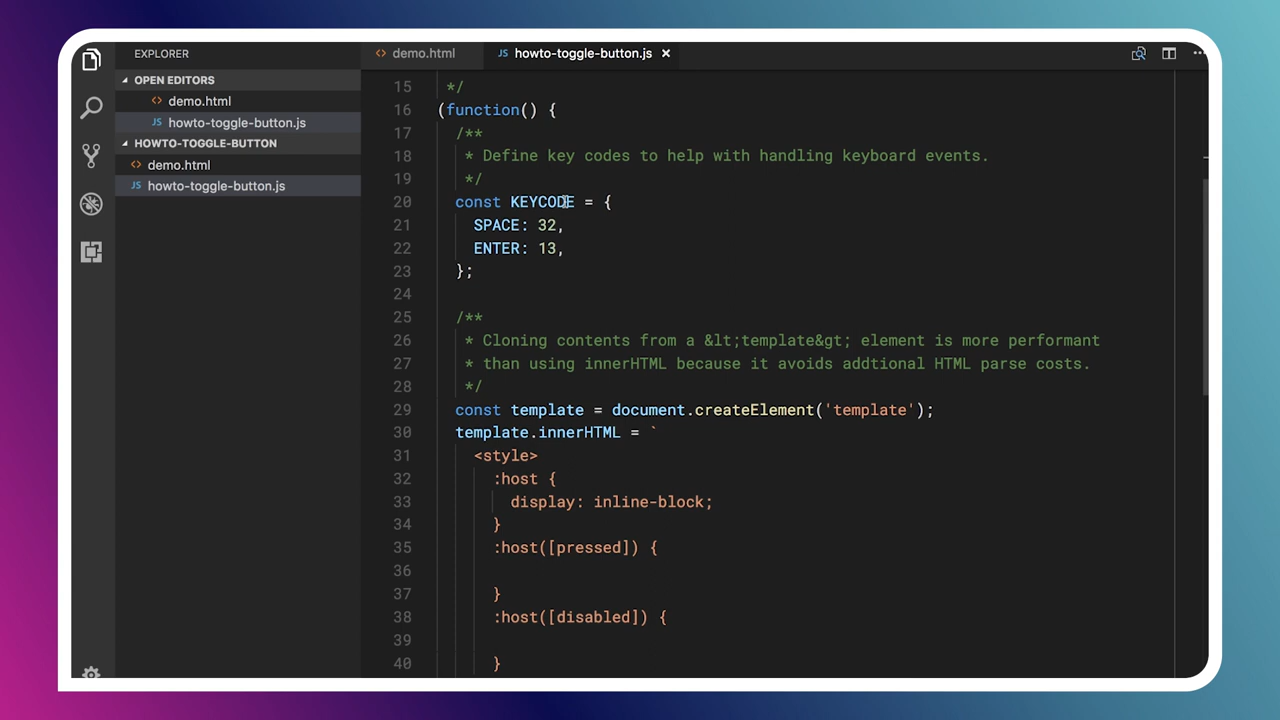 EXPLORER
OPEN EDITORS
<> demo.html
JS howto-toggle-button.js
HOWTO-TOGGLE-BUTTON
<> demo.html
JS howto-toggle-button.js
<> demo.html JS howto-toggle-button.js ×
15 */
16 (function() {
17 /**
18 * Define key codes to help with handling keyboard events.
19 */
20 const KEYCODE = {
21 SPACE: 32,
22 ENTER: 13,
23 };
24
25 /**
26 * Cloning contents from a &lt;template&gt; element is more performant
27 * than using innerHTML because it avoids addtional HTML parse costs.
28 */
29 const template = document.createElement('template');
30 template.innerHTML = `
31 <style>
32 :host {
33 display: inline-block;
34 }
35 :host([pressed]) {
36
37 }
38 :host([disabled]) {
39
40 }